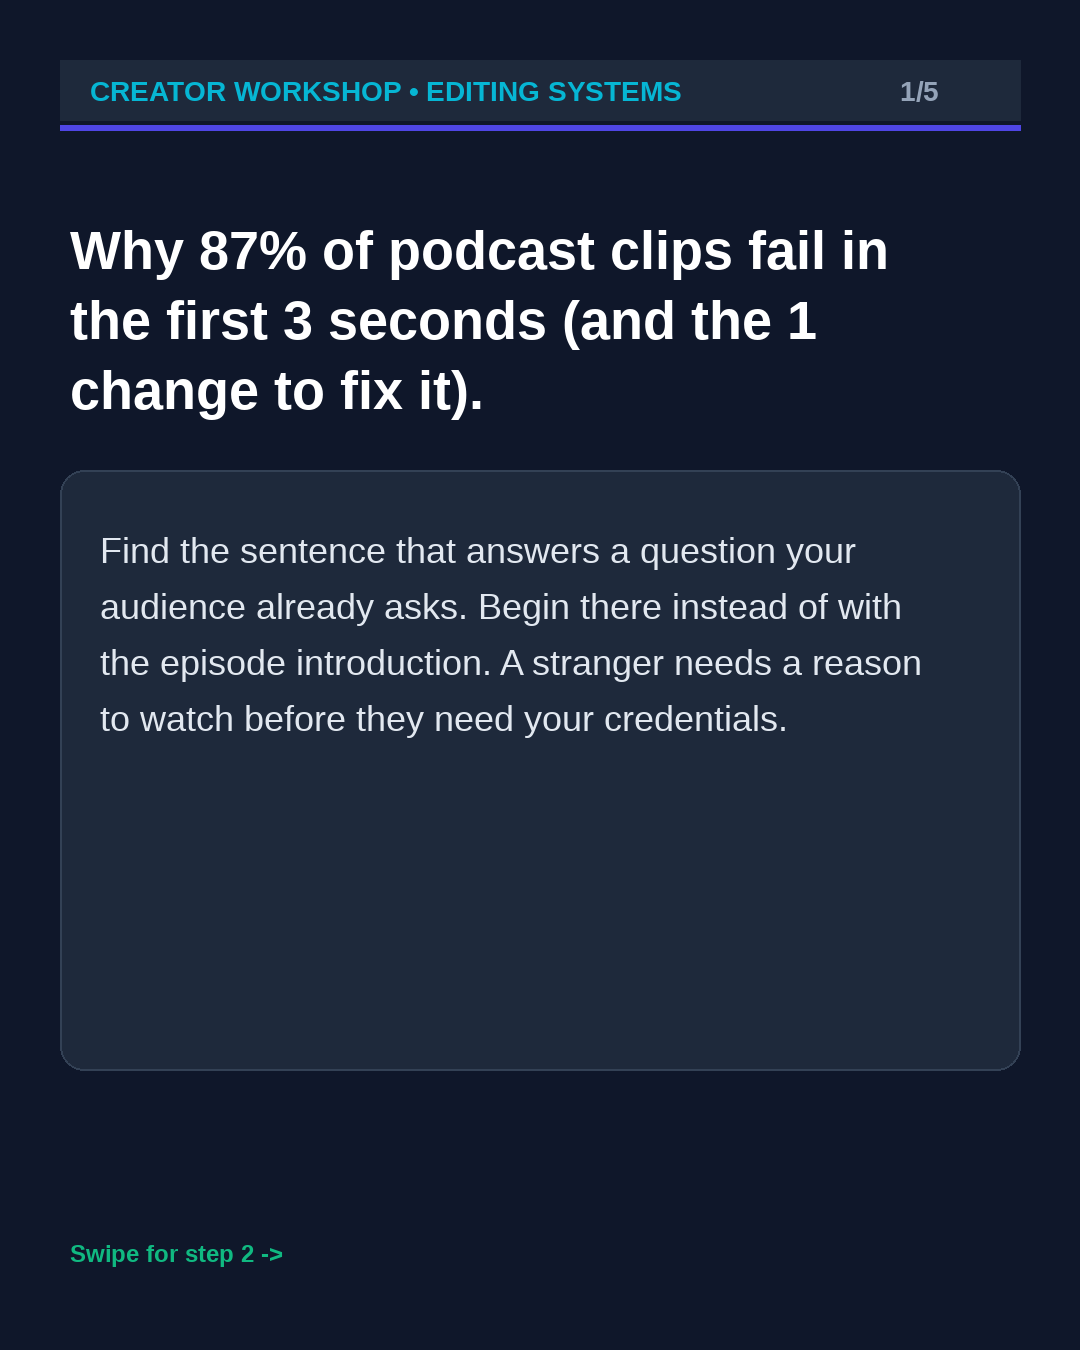 CREATOR WORKSHOP • EDITING SYSTEMS
1/5
Why 87% of podcast clips fail in
the first 3 seconds (and the 1
change to fix it).
Find the sentence that answers a question your
audience already asks. Begin there instead of with
the episode introduction. A stranger needs a reason
to watch before they need your credentials.
Swipe for step 2 ->